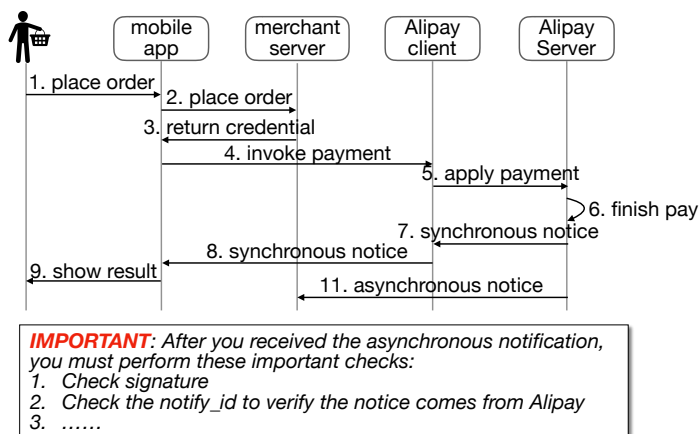 mobile app
merchant server
Alipay client
Alipay Server
1. place order
2. place order
3. return credential
4. invoke payment
5. apply payment
6. finish pay
7. synchronous notice
8. synchronous notice
9. show result
11. asynchronous notice
IMPORTANT: After you received the asynchronous notification,
you must perform these important checks:
1. Check signature
2. Check the notify_id to verify the notice comes from Alipay
3. ......